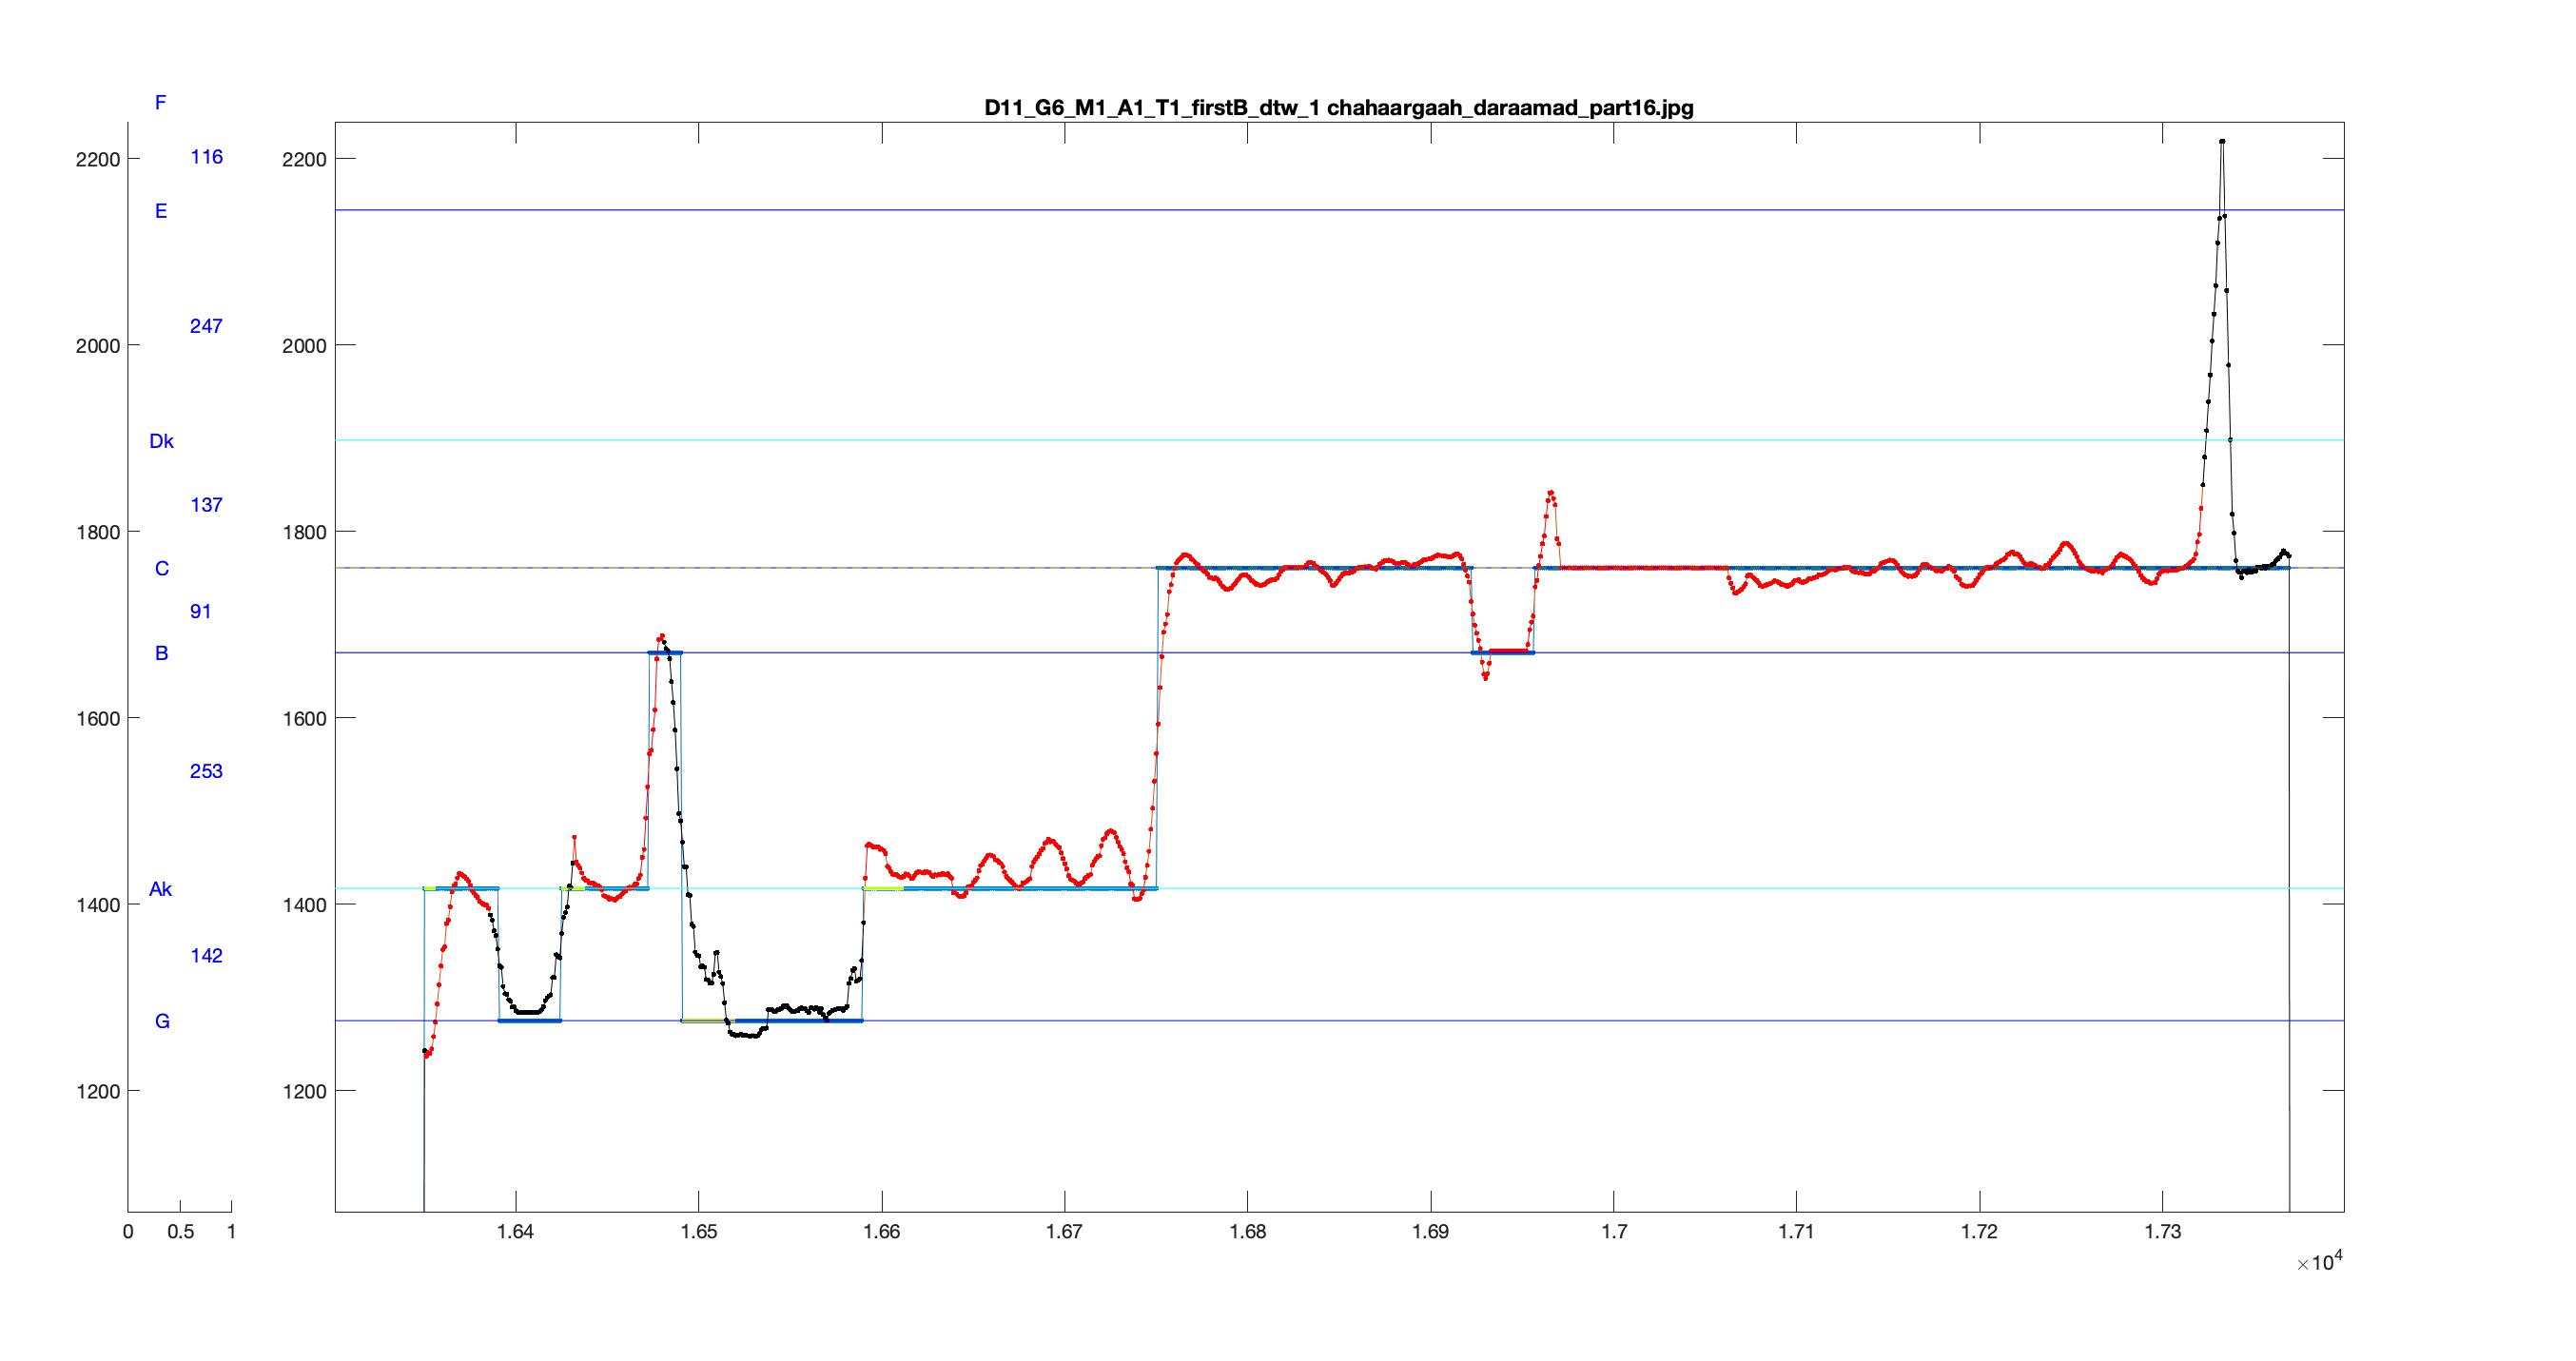 D11_G6_M1_A1_T1_firstB_dtw_1 chahaargaah_daraamad_part16.jpg
F
2200 116 2200
E
247
2000 2000
Dk
137
1800 1800
C
91
B
1600 1600
253
Ak
1400 1400
142
G
1200 1200
0 0.5 1 1.64 1.65 1.66 1.67 1.68 1.69 1.7 1.71 1.72 1.73
×10^4